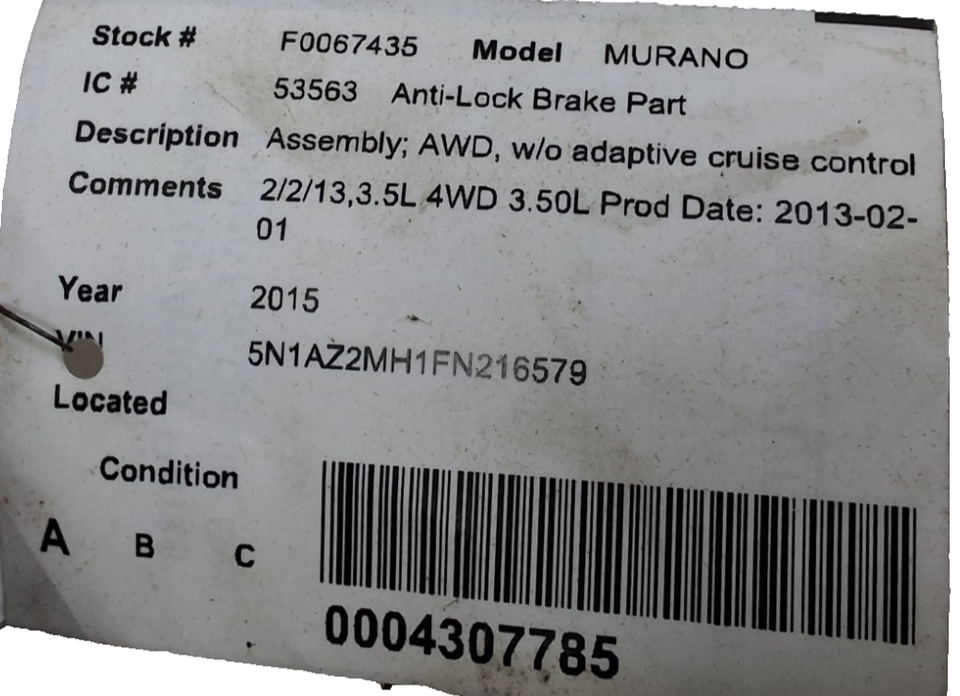 Stock # F0067435 Model MURANO
IC # 53563 Anti-Lock Brake Part
Description Assembly; AWD, w/o adaptive cruise control
Comments 2/2/13,3.5L 4WD 3.50L Prod Date: 2013-02-
01
Year 2015
VIN 5N1AZ2MH1FN216579
Located
Condition
A B C
0004307785